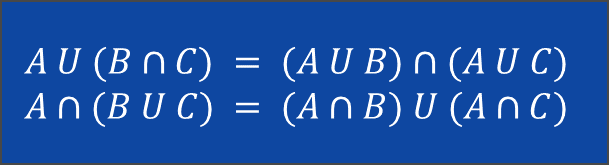 A U (B ∩ C) = (A U B) ∩ (A U C)
A ∩ (B U C) = (A ∩ B) U (A ∩ C)